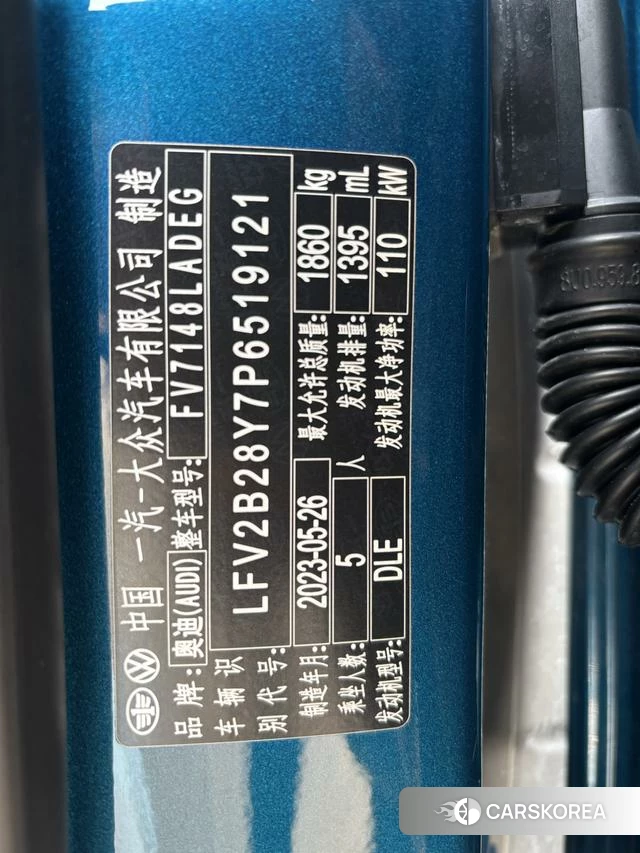 中国 一汽-大众汽车有限公司 制造
品牌: 奥迪(AUDI) 整车型号: FV7148LADEG
车辆识别代号: LFV2B28Y7P6519121
制造年月: 2023-05-26 最大允许总质量: 1860 kg
乘坐人数: 5 人 发动机排量: 1395 mL
发动机型号: DLE 发动机最大净功率: 110 kW
8U0.959.8
CARSKOREA